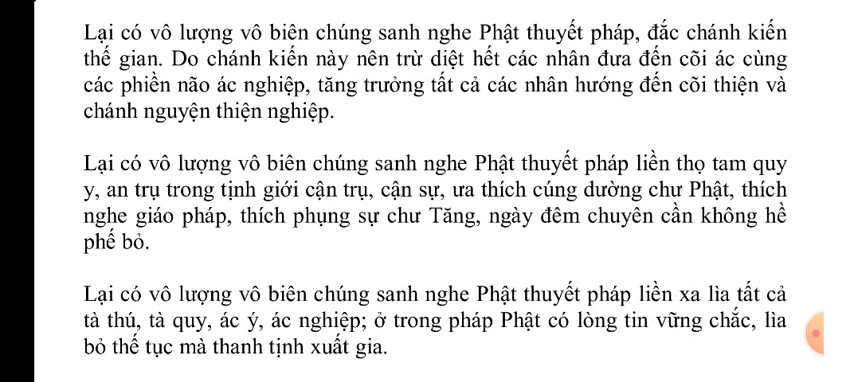 Lại có vô lượng vô biên chúng sanh nghe Phật thuyết pháp, đắc chánh kiến
thế gian. Do chánh kiến này nên trừ diệt hết các nhân đưa đến cõi ác cùng
các phiền não ác nghiệp, tăng trưởng tất cả các nhân hướng đến cõi thiện và
chánh nguyện thiện nghiệp.
Lại có vô lượng vô biên chúng sanh nghe Phật thuyết pháp liền thọ tam quy
y, an trụ trong tịnh giới cận trụ, cận sự, ưa thích cúng dường chư Phật, thích
nghe giáo pháp, thích phụng sự chư Tăng, ngày đêm chuyên cần không hề
phế bỏ.
Lại có vô lượng vô biên chúng sanh nghe Phật thuyết pháp liền xa lìa tất cả
tà thú, tà quy, ác ý, ác nghiệp; ở trong pháp Phật có lòng tin vững chắc, lìa
bỏ thế tục mà thanh tịnh xuất gia.